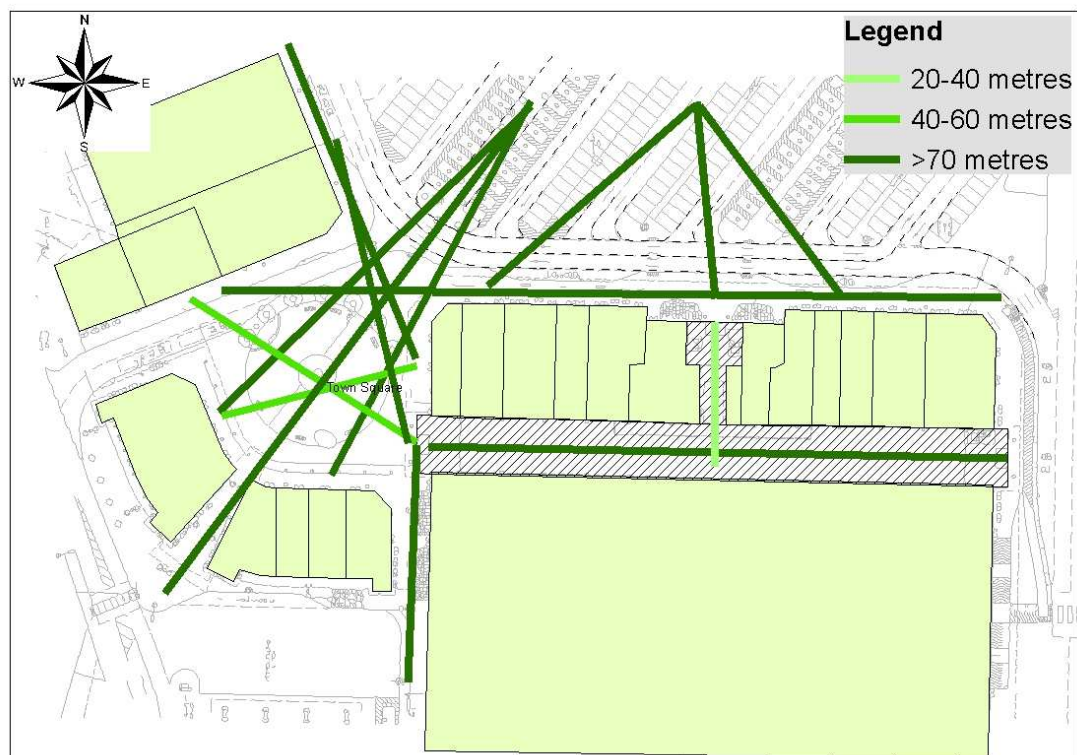 N
W E
S
Legend
20-40 metres
40-60 metres
>70 metres
Town Square